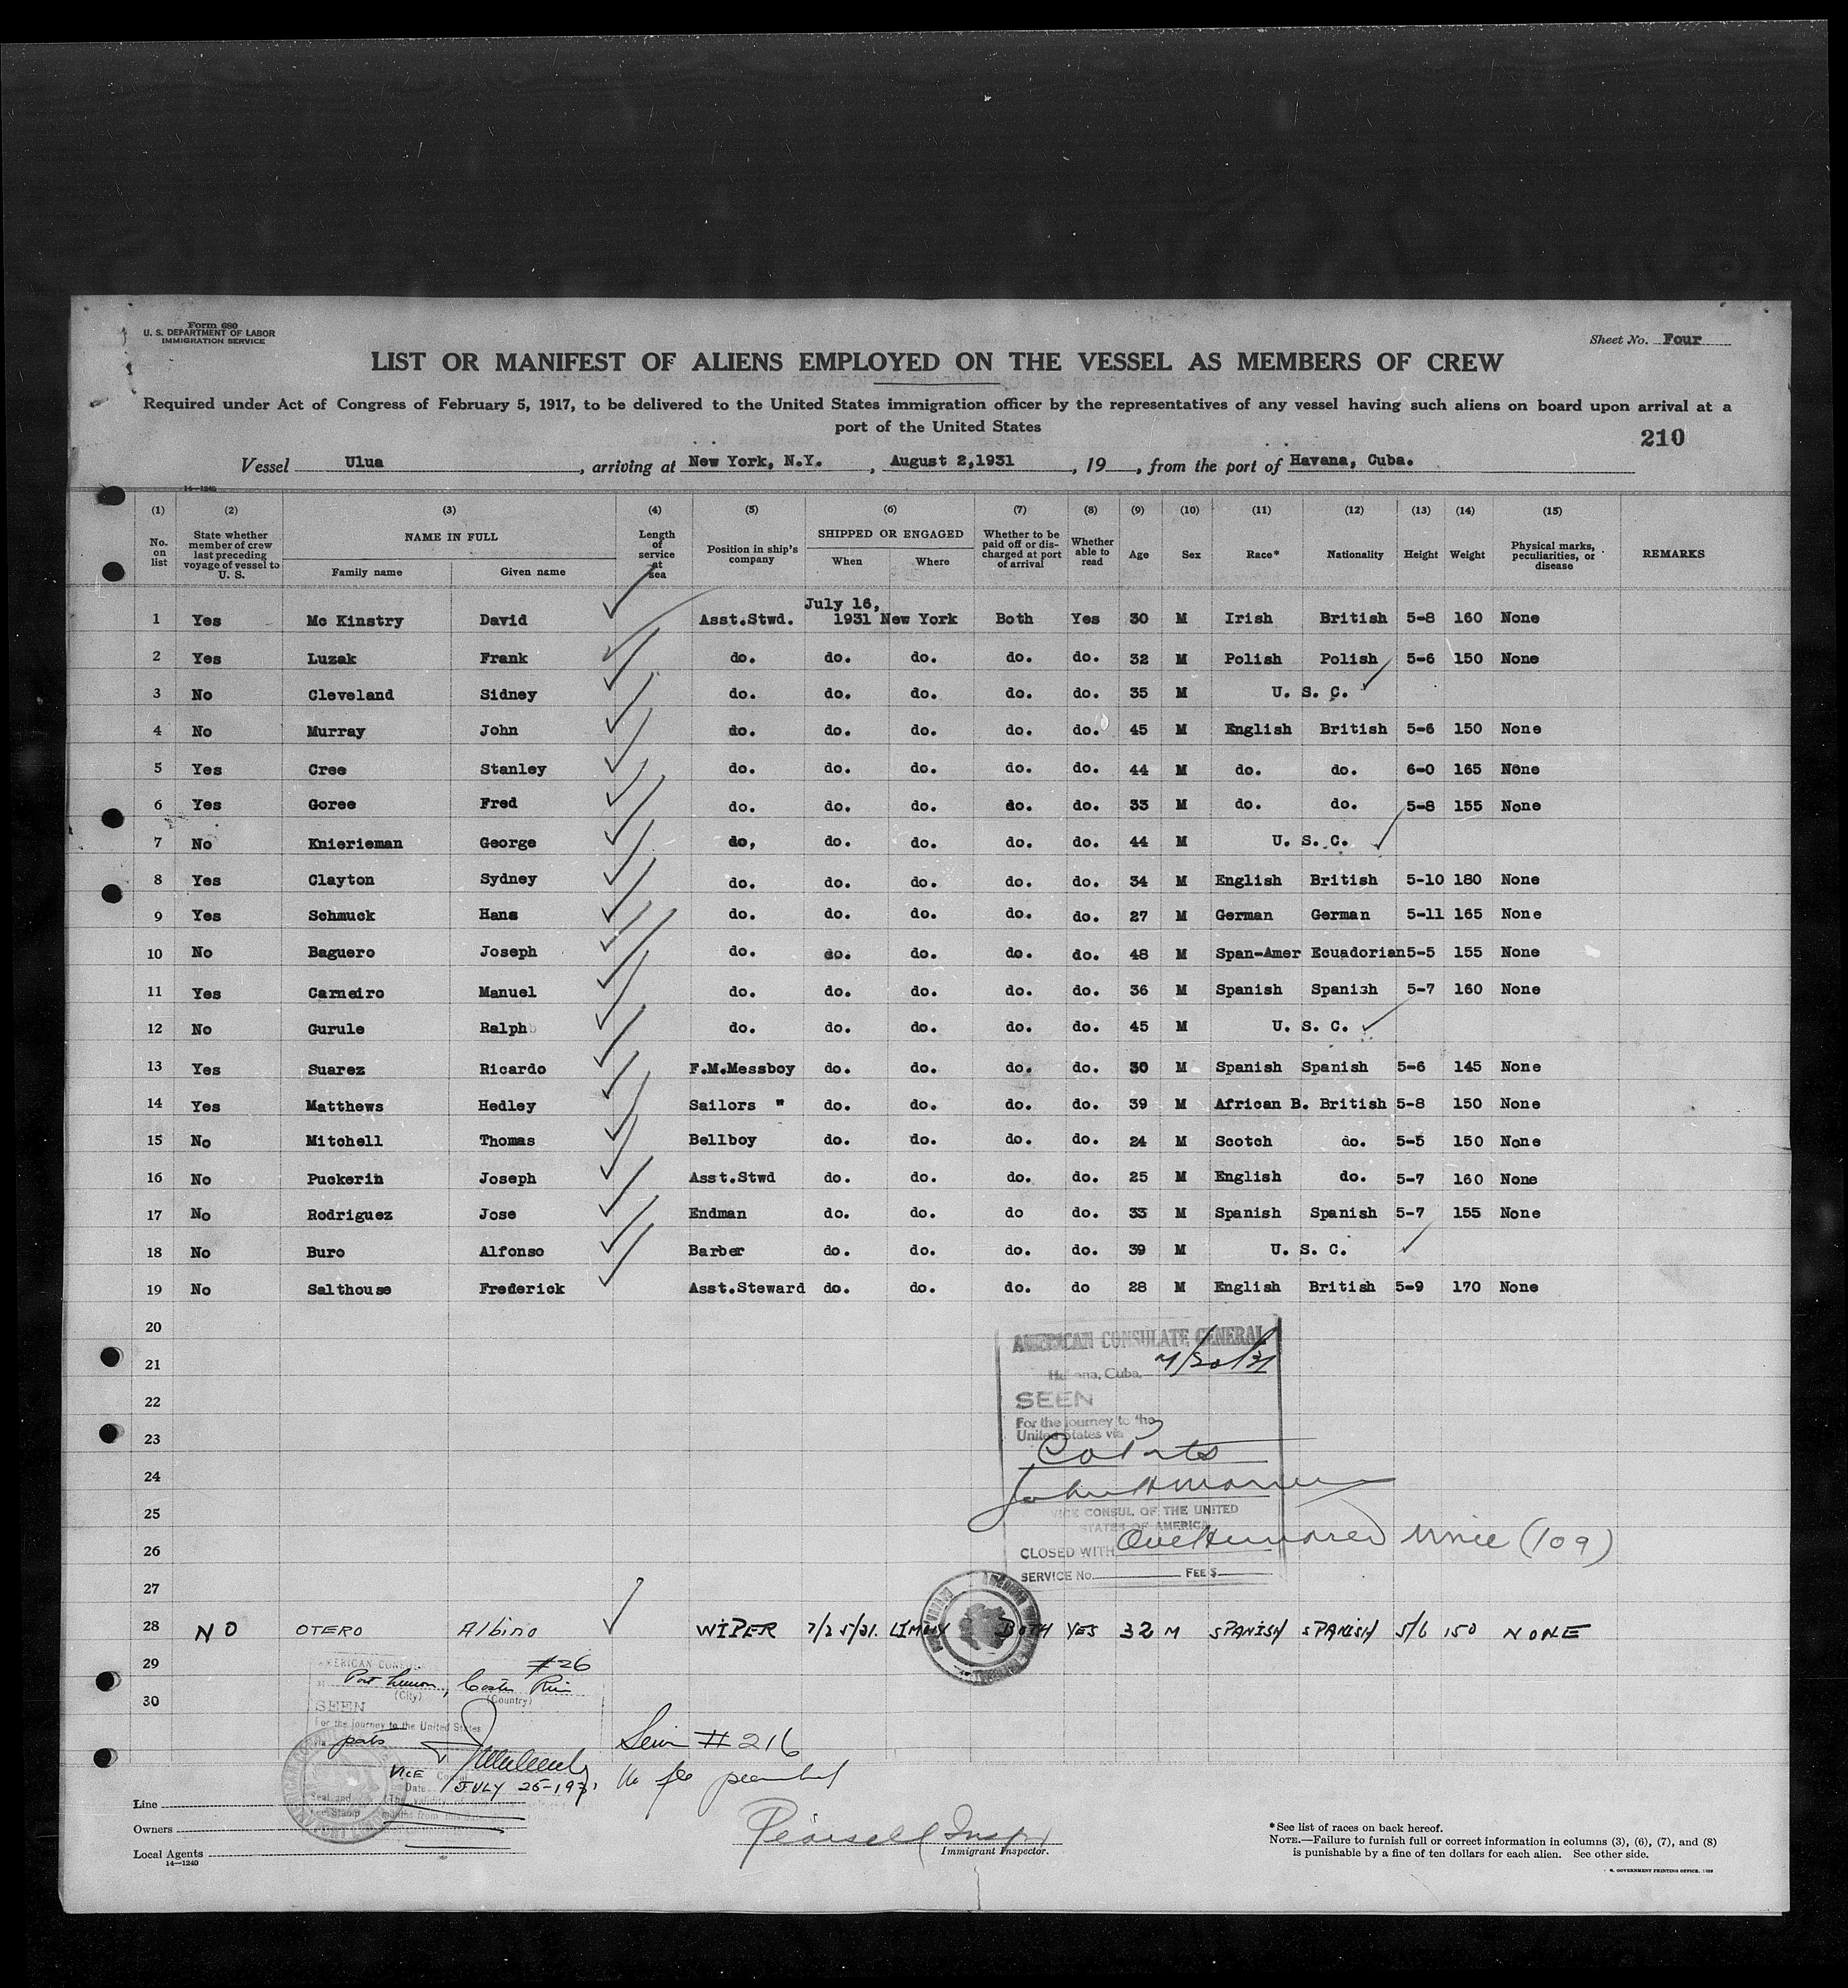 Form 680
U. S. DEPARTMENT OF LABOR
IMMIGRATION SERVICE
Sheet No. Four
LIST OR MANIFEST OF ALIENS EMPLOYED ON THE VESSEL AS MEMBERS OF CREW
Required under Act of Congress of February 5, 1917, to be delivered to the United States immigration officer by the representatives of any vessel having such aliens on board upon arrival at a
port of the United States
210
Vessel Ulua, arriving at New York, N.Y., August 2,1931, 19, from the port of Havana, Cuba.
14—1240
(1) (2) (3) (4) (5) (6) (7) (8) (9) (10) (11) (12) (13) (14) (15)
No. on list State whether member of crew last preceding voyage of vessel to U. S. NAME IN FULL Family name Given name Length of service at sea Position in ship's company SHIPPED OR ENGAGED When Where Whether to be paid off or discharged at port of arrival Whether able to read Age Sex Race* Nationality Height Weight Physical marks, peculiarities, or disease REMARKS
1 Yes Mc Kinstry David Asst.Stwd. July 16, 1931 New York Both Yes 30 M Irish British 5-8 160 None
2 Yes Luzak Frank do. do. do. do. do. 32 M Polish Polish 5-6 150 None
3 No Cleveland Sidney do. do. do. do. do. 35 M U. S. C.
4 No Murray John do. do. do. do. do. 45 M English British 5-6 150 None
5 Yes Cree Stanley do. do. do. do. do. 44 M do. do. 6-0 165 None
6 Yes Goree Fred do. do. do. do. do. 33 M do. do. 5-8 155 None
7 No Knierieman George do, do. do. do. do. 44 M U. S. C.
8 Yes Clayton Sydney do. do. do. do. do. 34 M English British 5-10 180 None
9 Yes Schmuck Hans do. do. do. do. do. 27 M German German 5-11 165 None
10 No Baguero Joseph do. do. do. do. do. 48 M Span-Amer Ecuadorian 5-5 155 None
11 Yes Carneiro Manuel do. do. do. do. do. 36 M Spanish Spanish 5-7 160 None
12 No Gurule Ralph do. do. do. do. do. 45 M U. S. C.
13 Yes Suarez Ricardo F.M.Messboy do. do. do. do. 30 M Spanish Spanish 5-6 145 None
14 Yes Matthews Hedley Sailors " do. do. do. do. 39 M African B. British 5-8 150 None
15 No Mitchell Thomas Bellboy do. do. do. do. 24 M Scotch do. 5-5 150 None
16 No Puckerin Joseph Asst.Stwd do. do. do. do. 25 M English do. 5-7 160 None
17 No Rodriguez Jose Endman do. do. do do. 33 M Spanish Spanish 5-7 155 None
18 No Buro Alfonso Barber do. do. do. do. 39 M U. S. C.
19 No Salthouse Frederick Asst.Steward do. do. do. do 28 M English British 5-9 170 None
20
21
22
23
24
25
26
27
AMERICAN CONSULATE GENERAL
Havana, Cuba,
SEEN
For the journey to the
United States via
VICE CONSUL OF THE UNITED
STATES OF AMERICA
CLOSED WITH (109)
SERVICE No. FEE $
28 NO OTERO Albino WIPER 7/25/31. LIMON BOTH YES 32 M SPANISH SPANISH 5/6 150 NONE
29
30
AMERICAN CONSULATE #26
Port Limon, Costa Rica
(City) (Country)
SEEN
For the journey to the United States
ports
VICE Consul
Date JULY 25-1931
#216
Line
Owners
Local Agents
14—1240
Immigrant Inspector.
*See list of races on back hereof.
NOTE.—Failure to furnish full or correct information in columns (3), (6), (7), and (8)
is punishable by a fine of ten dollars for each alien. See other side.
GOVERNMENT PRINTING OFFICE